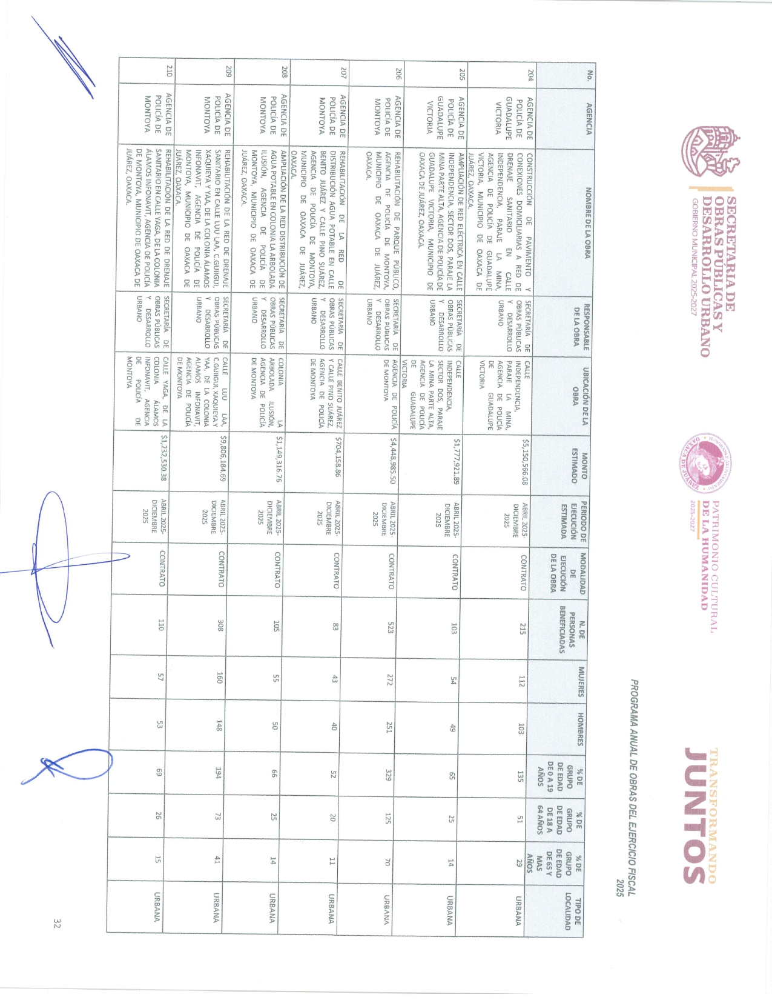 SECRETARÍA DE
OBRAS PÚBLICAS Y
DESARROLLO URBANO
GOBIERNO MUNICIPAL 2025-2027
PATRIMONIO CULTURAL
DE LA HUMANIDAD
2025-2027
TRANSFORMANDO
JUNTOS
PROGRAMA ANUAL DE OBRAS DEL EJERCICIO FISCAL
2025
No.
AGENCIA
NOMBRE DE LA OBRA
RESPONSABLE
DE LA OBRA
UBICACIÓN DE LA
OBRA
MONTO
ESTIMADO
PERIODO DE
EJECUCIÓN
ESTIMADA
MODALIDAD
DE
EJECUCIÓN
DE LA OBRA
N. DE
PERSONAS
BENEFICIADAS
MUJERES
HOMBRES
% DE
GRUPO
DE EDAD
DE 0 A 19
AÑOS
% DE
GRUPO
DE EDAD
DE 18 A
64 AÑOS
% DE
GRUPO
DE EDAD
DE 65 Y
MAS
AÑOS
TIPO DE
LOCALIDAD
204
AGENCIA DE
POLICÍA DE
GUADALUPE
VICTORIA
CONSTRUCCIÓN DE PAVIMENTO Y
CONEXIONES DOMICILIARIAS A RED DE
DRENAJE SANITARIO EN CALLE
INDEPENDENCIA, PARAJE LA MINA,
AGENCIA DE POLICÍA DE GUADALUPE
VICTORIA, MUNICIPIO DE OAXACA DE
JUÁREZ, OAXACA.
SECRETARÍA DE
OBRAS PÚBLICAS
Y DESARROLLO
URBANO
CALLE
INDEPENDENCIA,
PARAJE LA MINA,
AGENCIA DE POLICÍA
DE GUADALUPE
VICTORIA
$5,150,566.08
ABRIL 2025-
DICIEMBRE
2025
CONTRATO
215
112
103
135
51
29
URBANA
205
AGENCIA DE
POLICÍA DE
GUADALUPE
VICTORIA
AMPLIACIÓN DE RED ELÉCTRICA EN CALLE
INDEPENDENCIA, SECTOR DOS, PARAJE LA
MINA PARTE ALTA, AGENCIA DE POLICÍA DE
GUADALUPE VICTORIA, MUNICIPIO DE
OAXACA DE JUÁREZ, OAXACA.
SECRETARÍA DE
OBRAS PÚBLICAS
Y DESARROLLO
URBANO
CALLE
INDEPENDENCIA,
SECTOR DOS, PARAJE
LA MINA PARTE ALTA,
AGENCIA DE POLICÍA
DE GUADALUPE
VICTORIA
$1,777,921.89
ABRIL 2025-
DICIEMBRE
2025
CONTRATO
103
54
49
65
25
14
URBANA
206
AGENCIA DE
POLICÍA DE
MONTOYA
REHABILITACIÓN DE PARQUE PÚBLICO,
AGENCIA DE POLICÍA DE MONTOYA,
MUNICIPIO DE OAXACA DE JUÁREZ,
OAXACA.
SECRETARÍA DE
OBRAS PÚBLICAS
Y DESARROLLO
URBANO
AGENCIA DE POLICÍA
DE MONTOYA
$4,448,985.50
ABRIL 2025-
DICIEMBRE
2025
CONTRATO
523
272
251
329
125
70
URBANA
207
AGENCIA DE
POLICÍA DE
MONTOYA
REHABILITACIÓN DE LA RED DE
DISTRIBUCIÓN AGUA POTABLE EN CALLE
BENITO JUÁREZ Y CALLE PINO SUÁREZ,
AGENCIA DE POLICÍA DE MONTOYA,
MUNICIPIO DE OAXACA DE JUÁREZ,
OAXACA.
SECRETARÍA DE
OBRAS PÚBLICAS
Y DESARROLLO
URBANO
CALLE BENITO JUÁREZ
Y CALLE PINO SUÁREZ,
AGENCIA DE POLICÍA
DE MONTOYA
$704,158.86
ABRIL 2025-
DICIEMBRE
2025
CONTRATO
83
43
40
52
20
11
URBANA
208
AGENCIA DE
POLICÍA DE
MONTOYA
AMPLIACIÓN DE LA RED DISTRIBUCIÓN DE
AGUA POTABLE EN COLONIA LA ARBOLADA
ILUSIÓN, AGENCIA DE POLICÍA DE
MONTOYA, MUNICIPIO DE OAXACA DE
JUÁREZ, OAXACA.
SECRETARÍA DE
OBRAS PÚBLICAS
Y DESARROLLO
URBANO
COLONIA LA
ARBOLADA ILUSIÓN,
AGENCIA DE POLICÍA
DE MONTOYA
$1,149,316.76
ABRIL 2025-
DICIEMBRE
2025
CONTRATO
105
55
50
66
25
14
URBANA
209
AGENCIA DE
POLICÍA DE
MONTOYA
REHABILITACIÓN DE LA RED DE DRENAJE
SANITARIO EN CALLE LUU LAA, C.GUIIGUI,
XAQUIEYA Y YAA, DE LA COLONIA ÁLAMOS
INFONAVIT, AGENCIA DE POLICÍA DE
MONTOYA, MUNICIPIO DE OAXACA DE
JUÁREZ, OAXACA.
SECRETARÍA DE
OBRAS PÚBLICAS
Y DESARROLLO
URBANO
CALLE LUU LAA,
C.GUIIGUI, XAQUIEYA Y
YAA, DE LA COLONIA
ALAMOS INFONAVIT,
AGENCIA DE POLICÍA
DE MONTOYA
$9,806,184.69
ABRIL 2025-
DICIEMBRE
2025
CONTRATO
308
160
148
194
73
41
URBANA
210
AGENCIA DE
POLICÍA DE
MONTOYA
REHABILITACIÓN DE LA RED DE DRENAJE
SANITARIO EN CALLE YAGA, DE LA COLONIA
ÁLAMOS INFONAVIT, AGENCIA DE POLICÍA
DE MONTOYA, MUNICIPIO DE OAXACA DE
JUÁREZ, OAXACA.
SECRETARÍA DE
OBRAS PÚBLICAS
Y DESARROLLO
URBANO
CALLE YAGA, DE LA
COLONIA ÁLAMOS
INFONAVIT, AGENCIA
DE POLICÍA DE
MONTOYA
$1,232,530.38
ABRIL 2025-
DICIEMBRE
2025
CONTRATO
110
57
53
69
26
15
URBANA
32